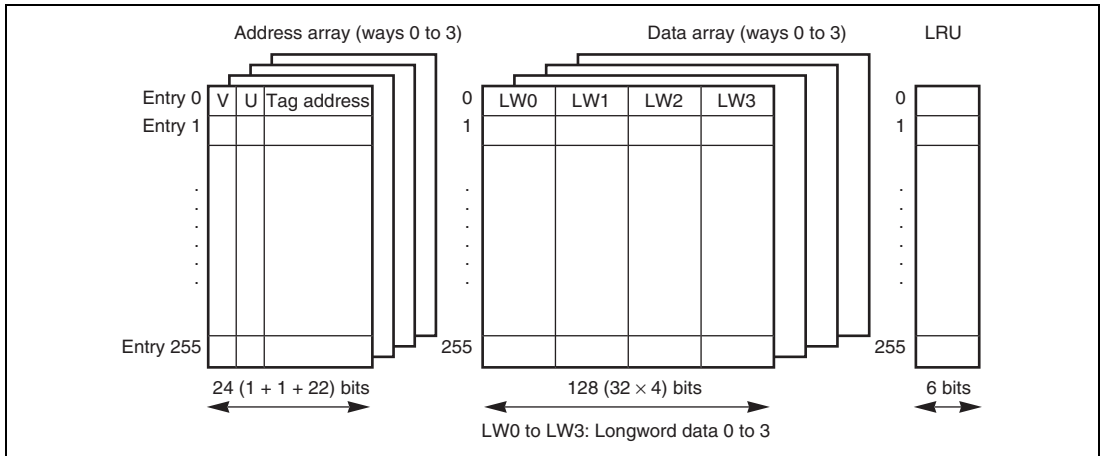 Address array (ways 0 to 3) Data array (ways 0 to 3) LRU
Entry 0 V U Tag address 0 LW0 LW1 LW2 LW3 0
Entry 1 1 1
. . .
. . .
. . .
. . .
. . .
. . .
Entry 255 255 255
24 (1 + 1 + 22) bits 128 (32 × 4) bits 6 bits
LW0 to LW3: Longword data 0 to 3